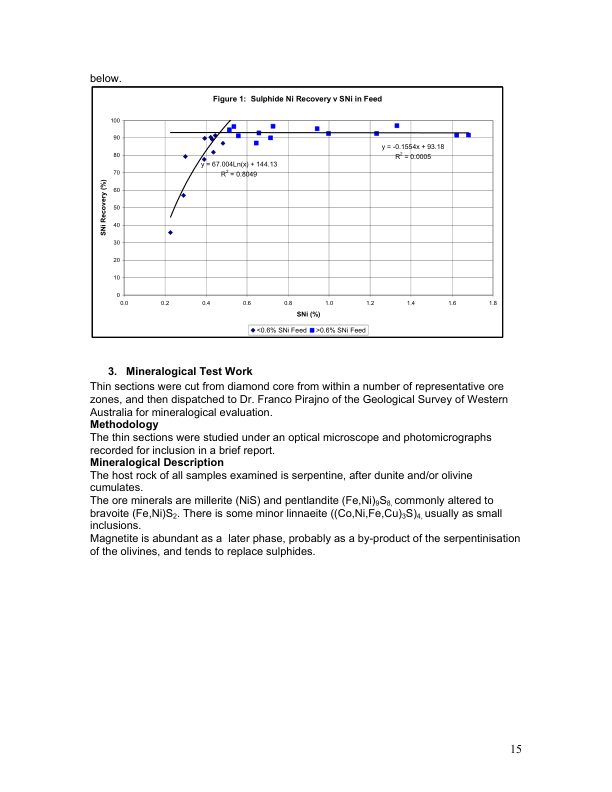 below.
Figure 1:  Sulphide Ni Recovery v SNi in Feed
100
90
80
70
60
50
40
30
20
10
0
SNi Recovery (%)
y = 67.004Ln(x) + 144.13
R² = 0.8049
y = -0.1554x + 93.18
R² = 0.0005
0.0 0.2 0.4 0.6 0.8 1.0 1.2 1.4 1.6 1.8
SNi (%)
<0.6% SNi Feed >0.6% SNi Feed
3. Mineralogical Test Work
Thin sections were cut from diamond core from within a number of representative ore
zones, and then dispatched to Dr. Franco Pirajno of the Geological Survey of Western
Australia for mineralogical evaluation.
Methodology
The thin sections were studied under an optical microscope and photomicrographs
recorded for inclusion in a brief report.
Mineralogical Description
The host rock of all samples examined is serpentine, after dunite and/or olivine
cumulates.
The ore minerals are millerite (NiS) and pentlandite (Fe,Ni)₉S₈, commonly altered to
bravoite (Fe,Ni)S₂. There is some minor linnaeite ((Co,Ni,Fe,Cu)₃S)₄, usually as small
inclusions.
Magnetite is abundant as a  later phase, probably as a by-product of the serpentinisation
of the olivines, and tends to replace sulphides.
15